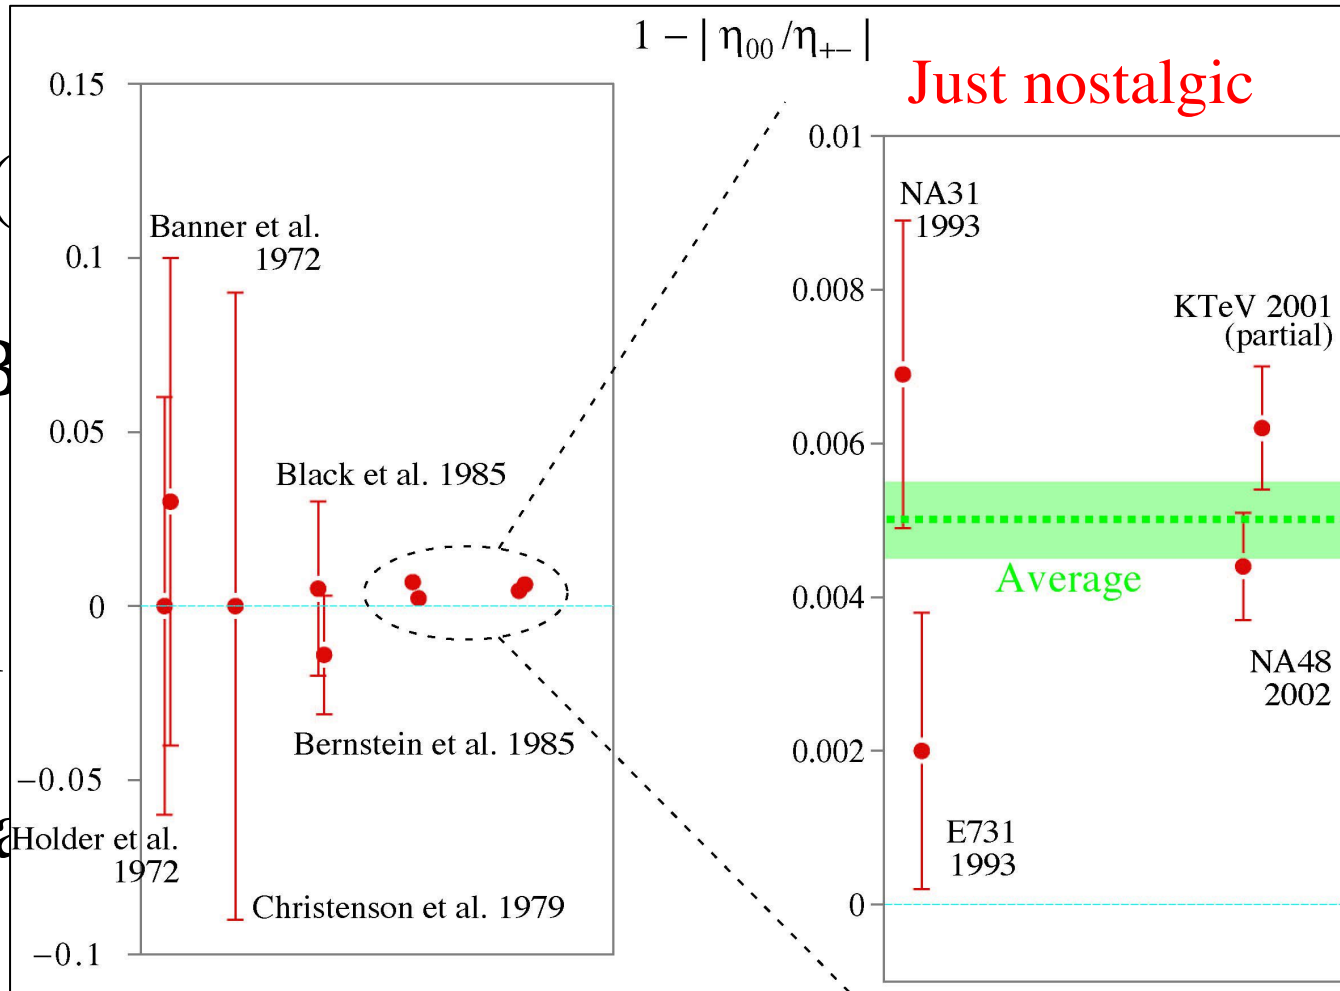 1 − | η00 /η+− |
Just nostalgic
0.15
0.1
0.05
0
−0.05
−0.1
Banner et al.
1972
Black et al. 1985
Bernstein et al. 1985
Holder et al.
1972
Christenson et al. 1979
0.01
0.008
0.006
0.004
0.002
0
NA31
1993
KTeV 2001
(partial)
Average
NA48
2002
E731
1993